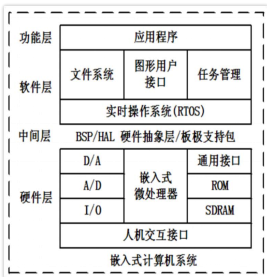 功能层
应用程序
软件层
文件系统
图形用户
接口
任务管理
实时操作系统(RTOS)
中间层
BSP/HAL 硬件抽象层/板极支持包
硬件层
D/A
A/D
I/O
嵌入式
微处理器
通用接口
ROM
SDRAM
人机交互接口
嵌入式计算机系统